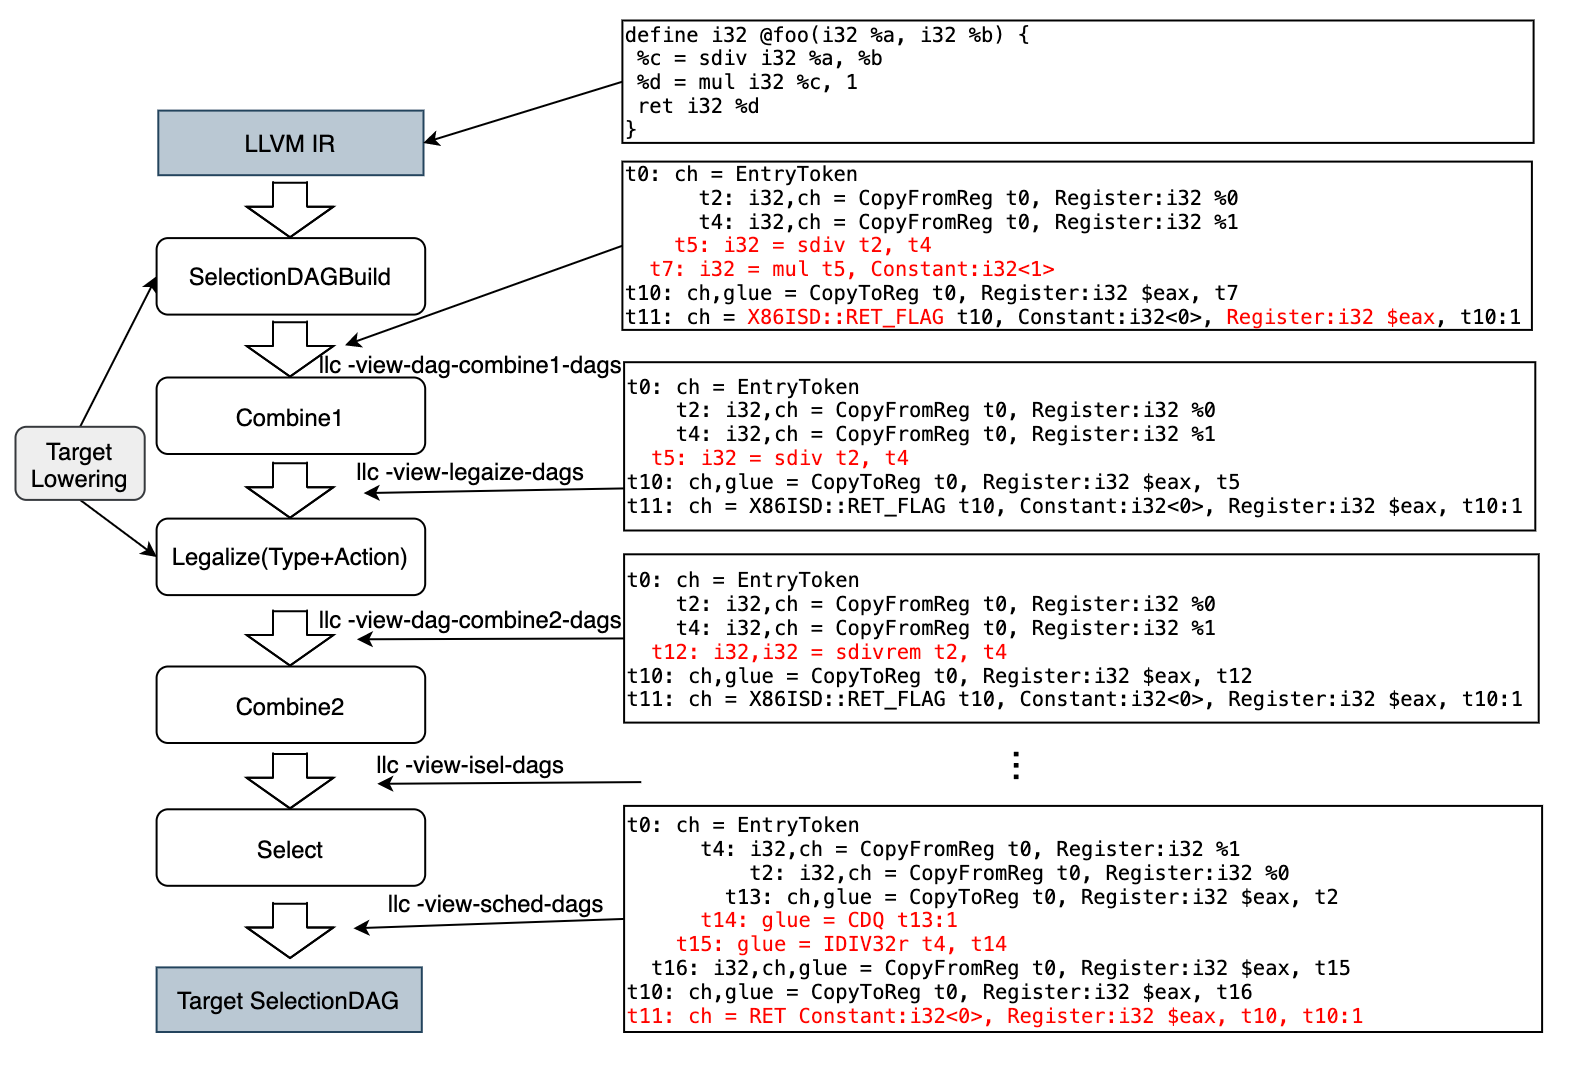 define i32 @foo(i32 %a, i32 %b) {
%c = sdiv i32 %a, %b
%d = mul i32 %c, 1
ret i32 %d
}
LLVM IR
t0: ch = EntryToken
t2: i32,ch = CopyFromReg t0, Register:i32 %0
t4: i32,ch = CopyFromReg t0, Register:i32 %1
t5: i32 = sdiv t2, t4
t7: i32 = mul t5, Constant:i32<1>
t10: ch,glue = CopyToReg t0, Register:i32 $eax, t7
t11: ch = X86ISD::RET_FLAG t10, Constant:i32<0>, Register:i32 $eax, t10:1
SelectionDAGBuild
llc -view-dag-combine1-dags
Combine1
t0: ch = EntryToken
t2: i32,ch = CopyFromReg t0, Register:i32 %0
t4: i32,ch = CopyFromReg t0, Register:i32 %1
t5: i32 = sdiv t2, t4
t10: ch,glue = CopyToReg t0, Register:i32 $eax, t5
t11: ch = X86ISD::RET_FLAG t10, Constant:i32<0>, Register:i32 $eax, t10:1
Target
Lowering
llc -view-legaize-dags
Legalize(Type+Action)
t0: ch = EntryToken
t2: i32,ch = CopyFromReg t0, Register:i32 %0
t4: i32,ch = CopyFromReg t0, Register:i32 %1
t12: i32,i32 = sdivrem t2, t4
t10: ch,glue = CopyToReg t0, Register:i32 $eax, t12
t11: ch = X86ISD::RET_FLAG t10, Constant:i32<0>, Register:i32 $eax, t10:1
llc -view-dag-combine2-dags
Combine2
llc -view-isel-dags
⋮
Select
t0: ch = EntryToken
t4: i32,ch = CopyFromReg t0, Register:i32 %1
t2: i32,ch = CopyFromReg t0, Register:i32 %0
t13: ch,glue = CopyToReg t0, Register:i32 $eax, t2
t14: glue = CDQ t13:1
t15: glue = IDIV32r t4, t14
t16: i32,ch,glue = CopyFromReg t0, Register:i32 $eax, t15
t10: ch,glue = CopyToReg t0, Register:i32 $eax, t16
t11: ch = RET Constant:i32<0>, Register:i32 $eax, t10, t10:1
llc -view-sched-dags
Target SelectionDAG